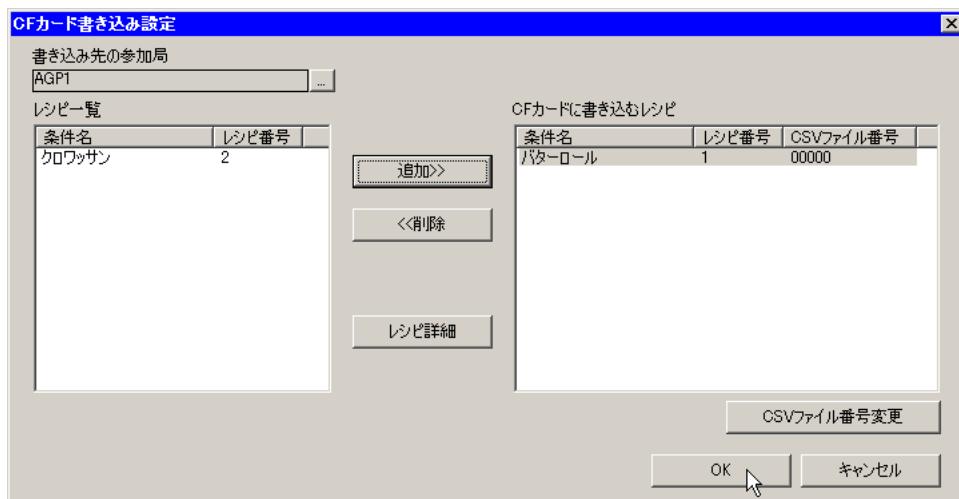 CFカード書き込み設定
書き込み先の参加局
AGP1
...
レシピ一覧
条件名 レシピ番号
クロワッサン 2
追加>>
<<削除
レシピ詳細
CFカードに書き込むレシピ
条件名 レシピ番号 CSVファイル番号
バターロール 1 00000
CSVファイル番号変更
OK キャンセル